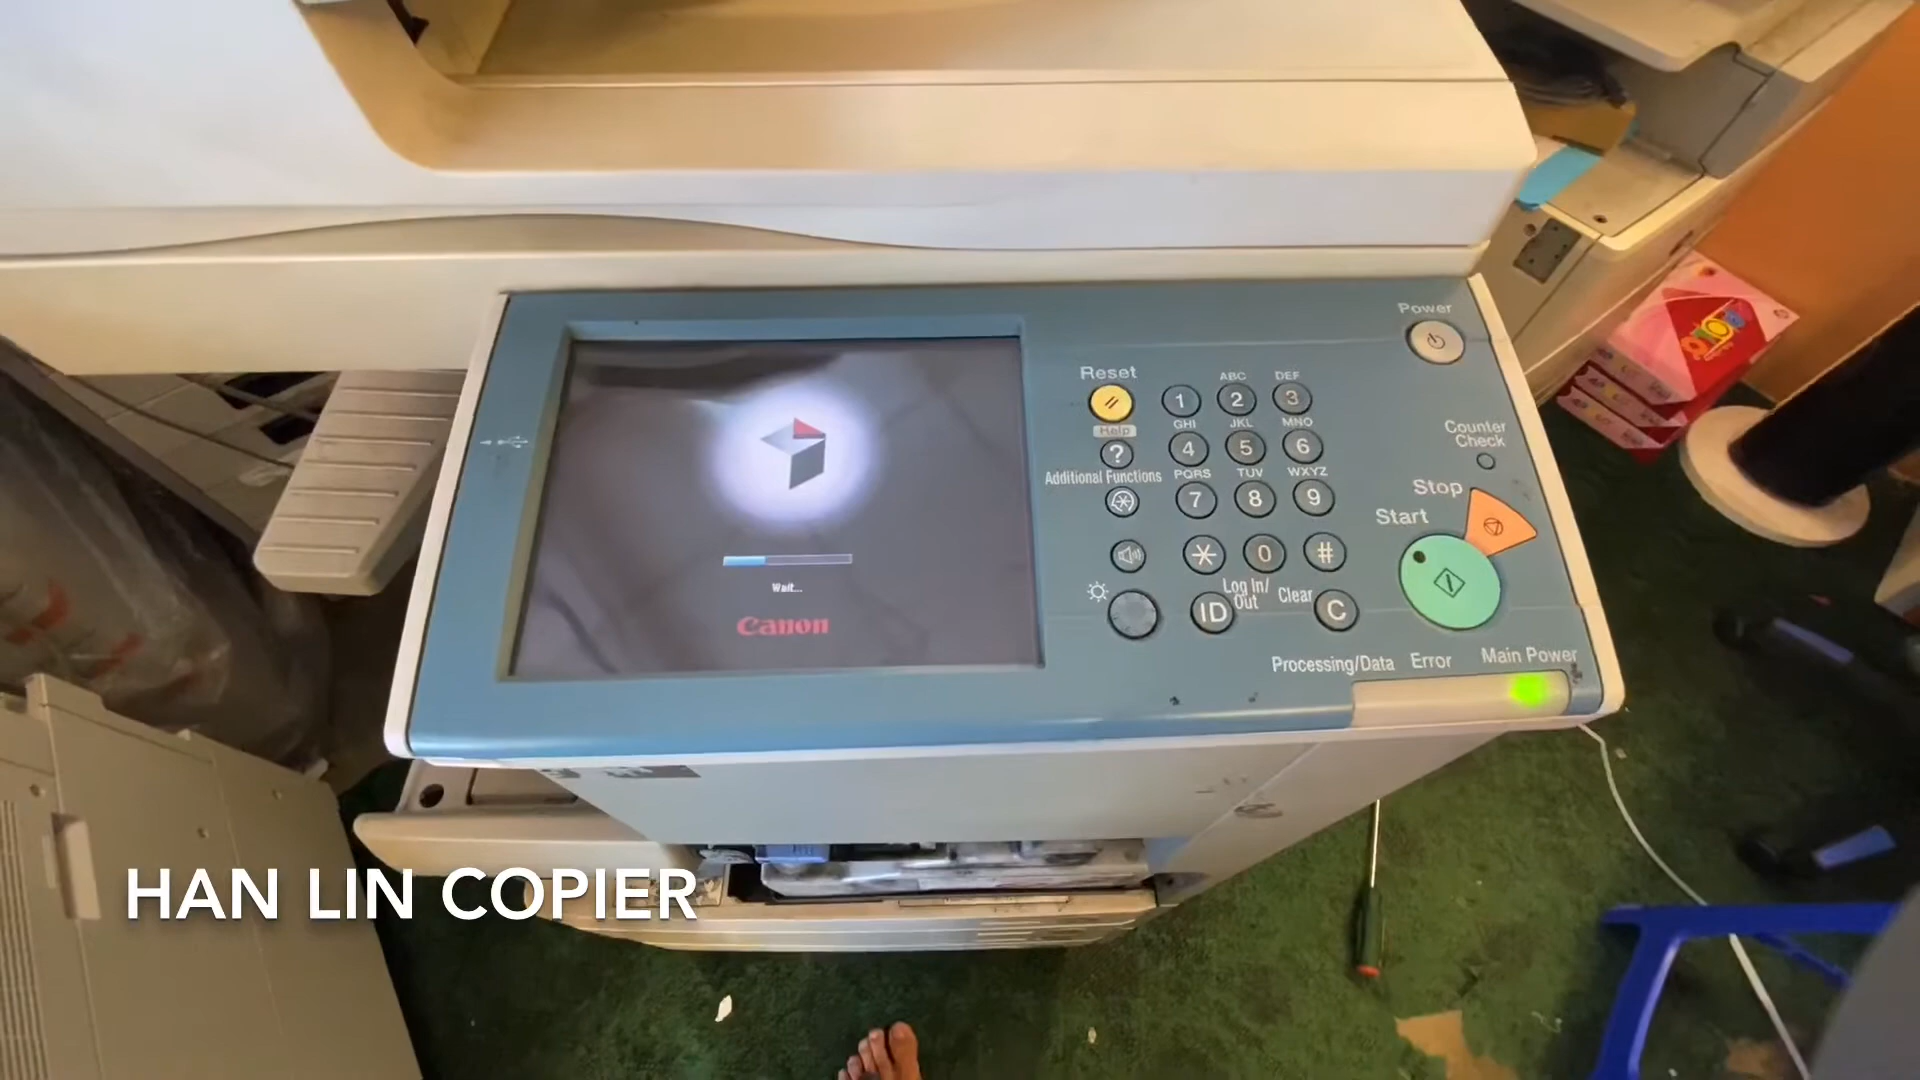 Power
Reset
Help
?
Additional Functions
1
ABC
2
DEF
3
GHI
4
JKL
5
MNO
6
PQRS
7
TUV
8
WXYZ
9
*
0
#
ID
Log In/
Out
Clear
C
Counter
Check
Stop
Start
Processing/Data
Error
Main Power
Wait...
Canon
HAN LIN COPIER